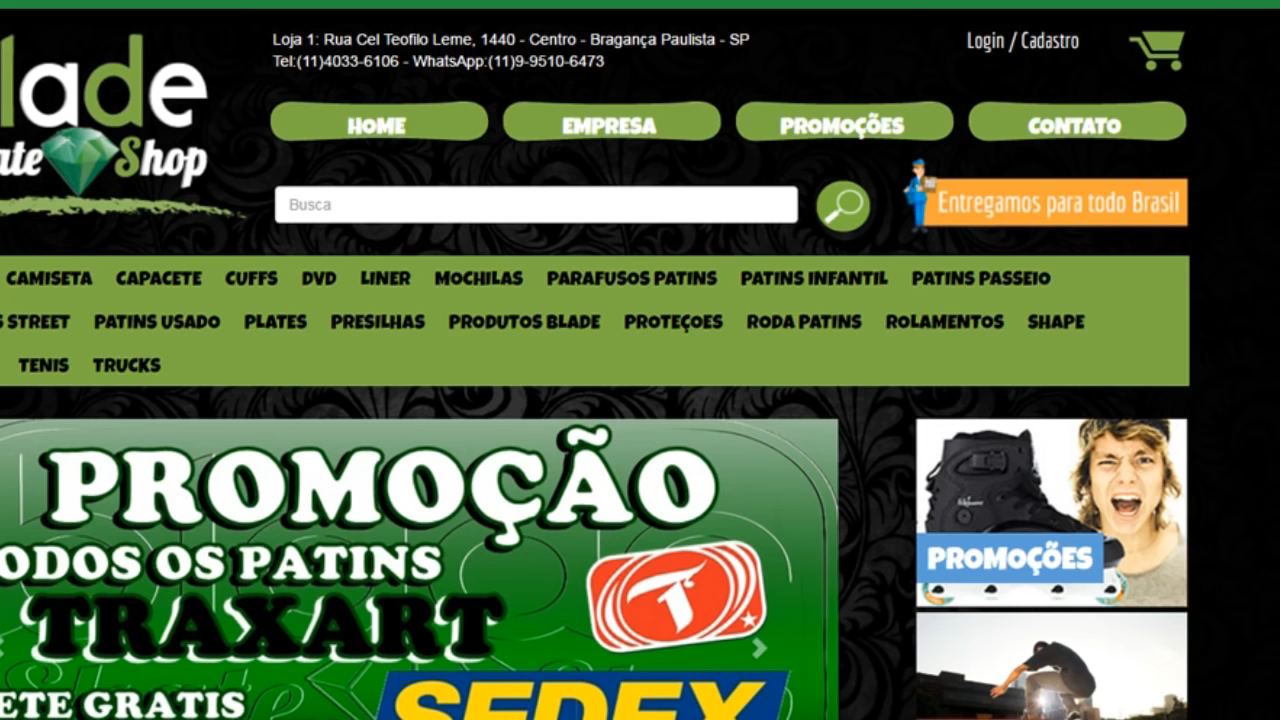 Loja 1: Rua Cel Teofilo Leme, 1440 - Centro - Bragança Paulista - SP
Tel:(11)4033-6106 - WhatsApp:(11)9-9510-6473
Login / Cadastro
lade
ate Shop
HOME EMPRESA PROMOÇÕES CONTATO
Busca
Entregamos para todo Brasil
CAMISETA CAPACETE CUFFS DVD LINER MOCHILAS PARAFUSOS PATINS PATINS INFANTIL PATINS PASSEIO
S STREET PATINS USADO PLATES PRESILHAS PRODUTOS BLADE PROTEÇOES RODA PATINS ROLAMENTOS SHAPE
TENIS TRUCKS
PROMOÇÃO
ODOS OS PATINS
TRAXART
T
ETE GRATIS
SEDEX
PROMOÇÕES